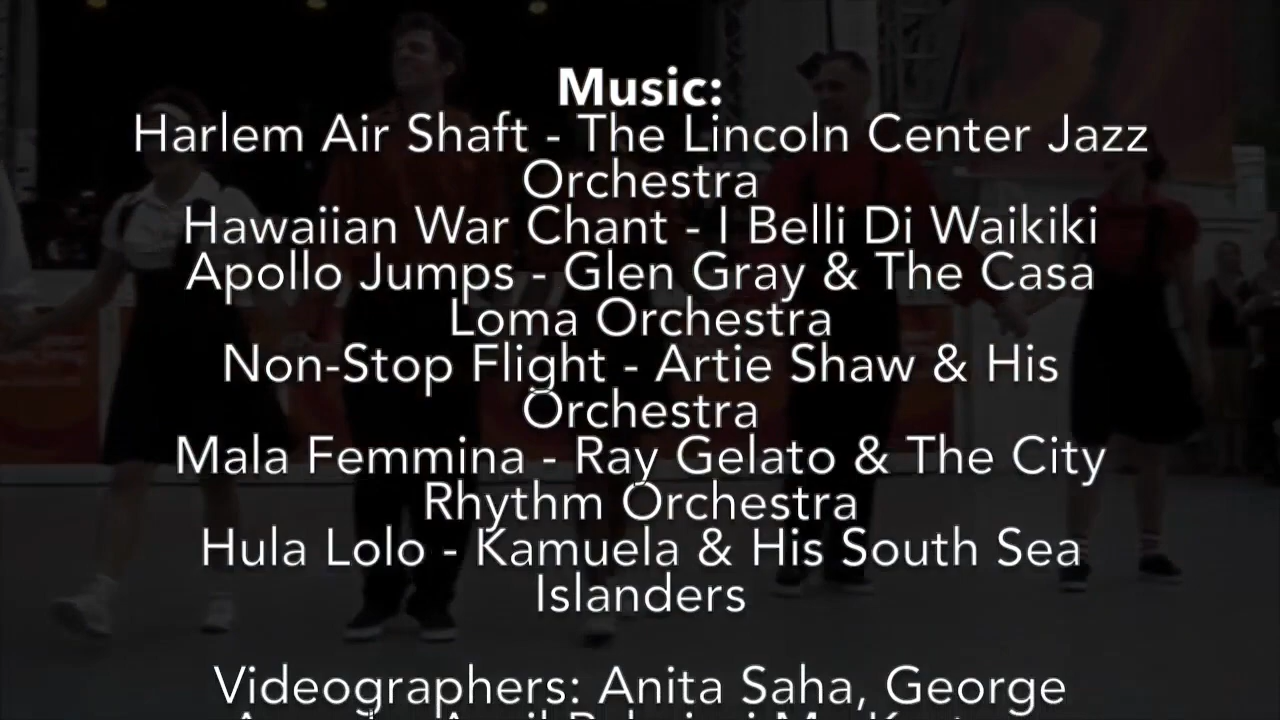 Music:
Harlem Air Shaft - The Lincoln Center Jazz
Orchestra
Hawaiian War Chant - I Belli Di Waikiki
Apollo Jumps - Glen Gray & The Casa
Loma Orchestra
Non-Stop Flight - Artie Shaw & His
Orchestra
Mala Femmina - Ray Gelato & The City
Rhythm Orchestra
Hula Lolo - Kamuela & His South Sea
Islanders
Videographers: Anita Saha, George